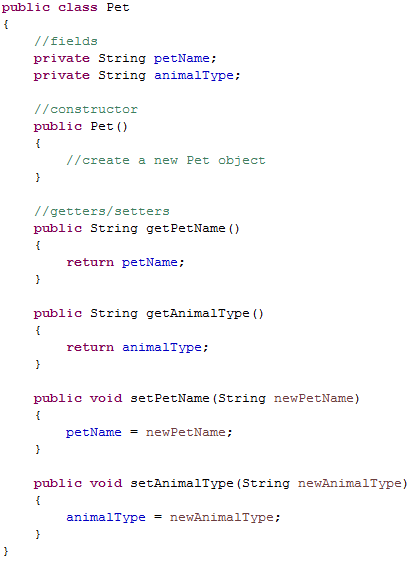 public class Pet
{
    //fields
    private String petName;
    private String animalType;

    //constructor
    public Pet()
    {
        //create a new Pet object
    }

    //getters/setters
    public String getPetName()
    {
        return petName;
    }

    public String getAnimalType()
    {
        return animalType;
    }

    public void setPetName(String newPetName)
    {
        petName = newPetName;
    }

    public void setAnimalType(String newAnimalType)
    {
        animalType = newAnimalType;
    }
}